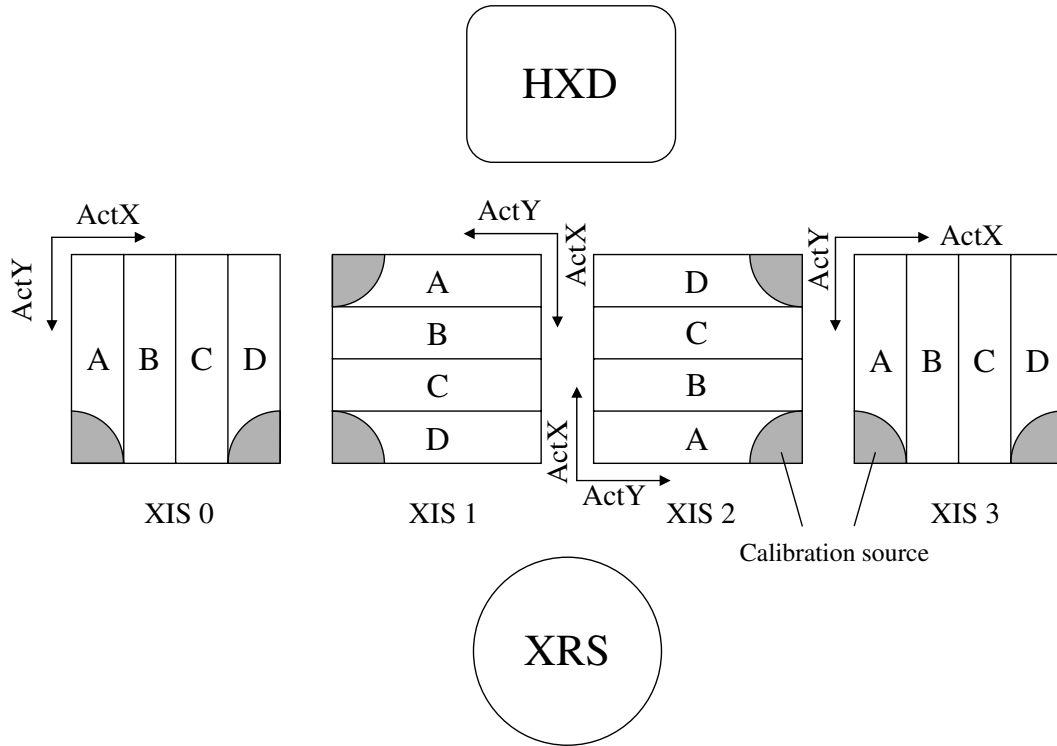 HXD
ActX
ActY
A B C D
XIS 0
ActY
ActX
A
B
C
D
XIS 1
D
C
B
A
ActX
ActY
XIS 2
ActY
ActX
A B C D
XIS 3
Calibration source
XRS